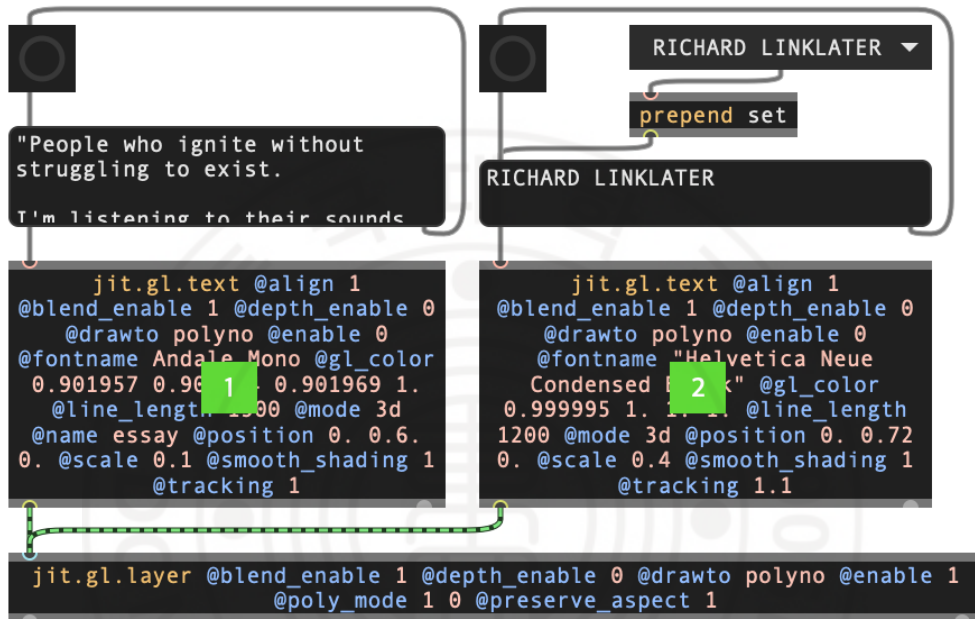 RICHARD LINKLATER
prepend set
"People who ignite without
struggling to exist.
I'm listening to their sounds
RICHARD LINKLATER
jit.gl.text @align 1
@blend_enable 1 @depth_enable 0
@drawto polyno @enable 0
@fontname Andale Mono @gl_color
0.901957 0.901969 1.
@line_length @mode 3d
@name essay @position 0. 0.6.
0. @scale 0.1 @smooth_shading 1
@tracking 1
1
jit.gl.text @align 1
@blend_enable 1 @depth_enable 0
@drawto polyno @enable 0
@fontname "Helvetica Neue
Condensed @gl_color
0.999995 1. @line_length
1200 @mode 3d @position 0. 0.72
0. @scale 0.4 @smooth_shading 1
@tracking 1.1
2
jit.gl.layer @blend_enable 1 @depth_enable 0 @drawto polyno @enable 1
@poly_mode 1 0 @preserve_aspect 1